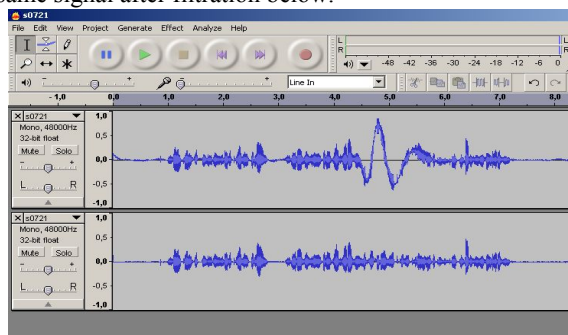 same signal after filtration below.
s0721
File Edit View Project Generate Effect Analyze Help
L
R
L
R
-48 -42 -36 -30 -24 -18 -12 -6 0
Line In
- 1,0 0,0 1,0 2,0 3,0 4,0 5,0 6,0 7,0 8,0
s0721
Mono, 48000Hz
32-bit float
Mute Solo
- +
L R
1,0
0,5
0,0
-0,5
-1,0
s0721
Mono, 48000Hz
32-bit float
Mute Solo
- +
L R
1,0
0,5
0,0
-0,5
-1,0